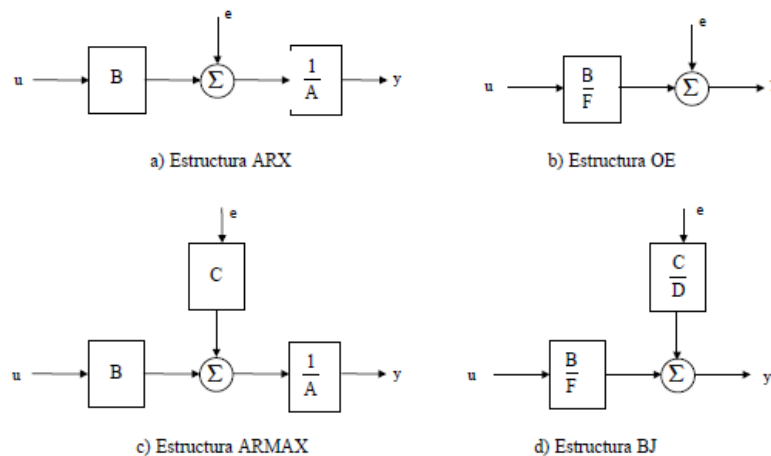 e
u B Σ 1/A y
a) Estructura ARX
e
u B/F Σ
b) Estructura OE
e
C
u B Σ 1/A y
c) Estructura ARMAX
e
C/D
u B/F Σ y
d) Estructura BJ